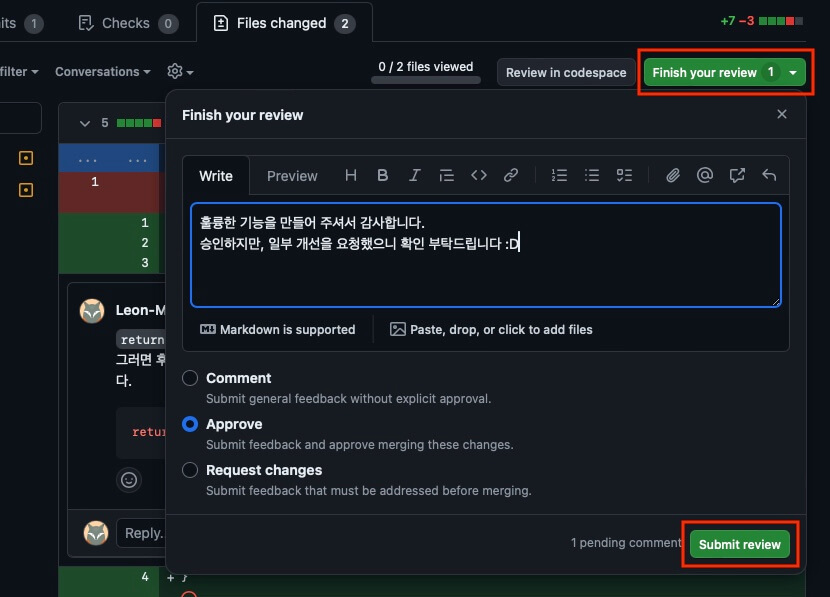 its 1 Checks 0 Files changed 2 +7 −3
filter Conversations 0 / 2 files viewed Review in codespace Finish your review 1
5 Finish your review
... ...
Write Preview
1
1 훌륭한 기능을 만들어 주셔서 감사합니다.
2 승인하지만, 일부 개선을 요청했으니 확인 부탁드립니다 :D
3
Leon-M
Markdown is supported Paste, drop, or click to add files
return
그러면 후
다.
Comment
Submit general feedback without explicit approval.
Approve
retur
Submit feedback and approve merging these changes.
Request changes
Submit feedback that must be addressed before merging.
Reply...
1 pending comment Submit review
4 + }